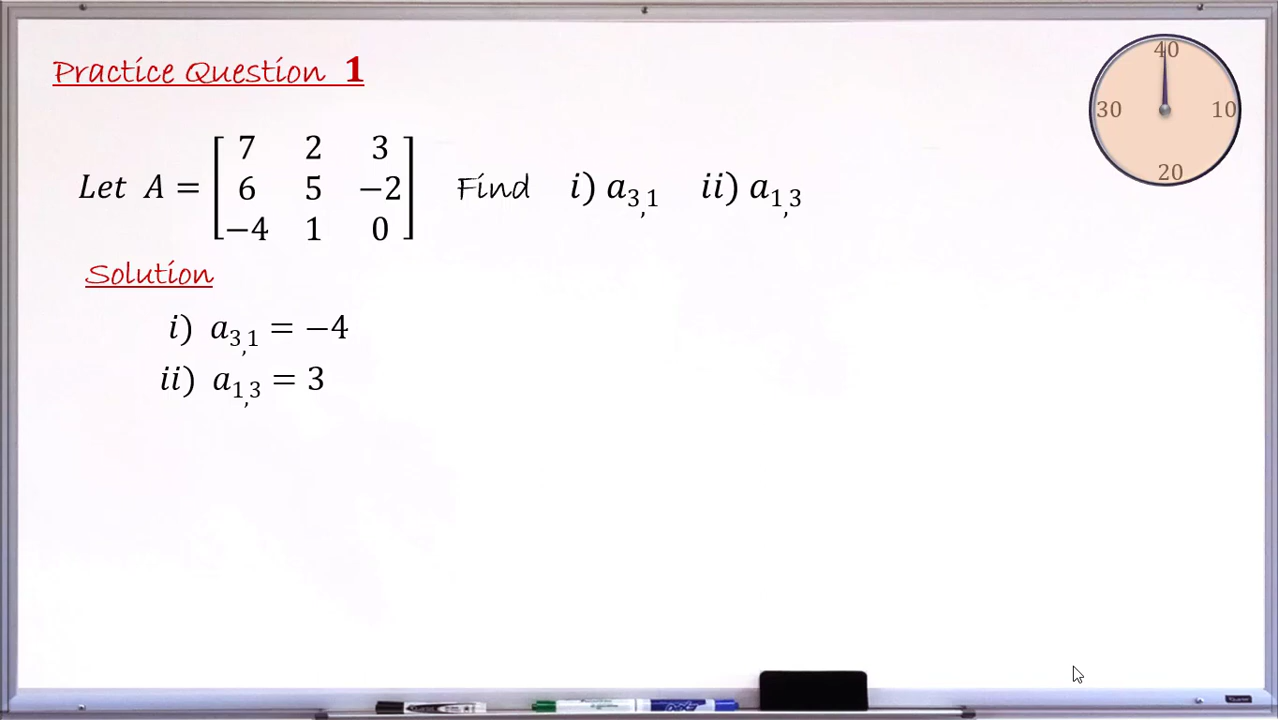 Practice Question 1
40
30 10
20
Let A = [7 2 3
6 5 −2
−4 1 0] Find i) a3,1 ii) a1,3
Solution
i) a3,1 = −4
ii) a1,3 = 3